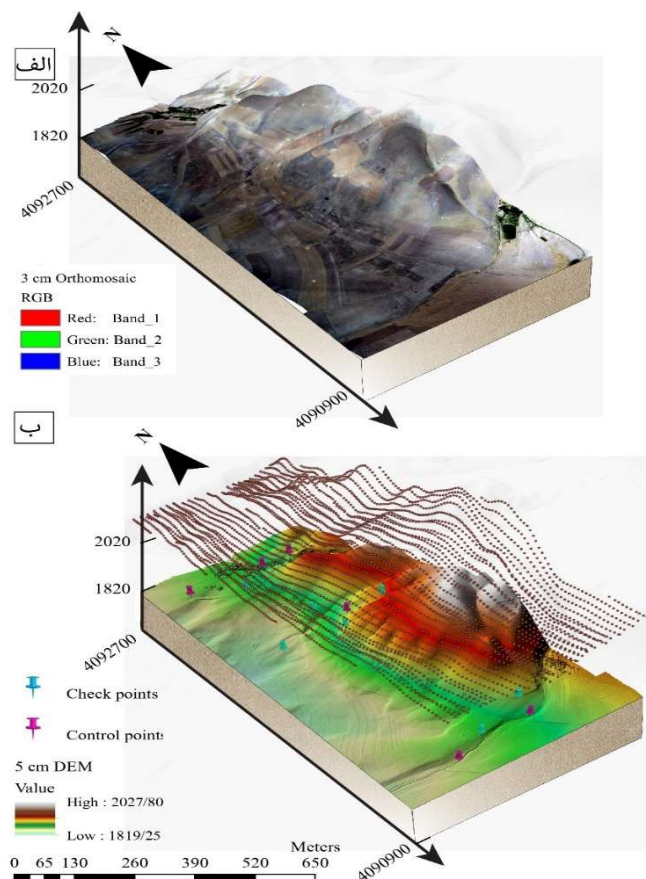 الف
N
2020
1820
4092700
3 cm Orthomosaic
RGB
Red: Band_1
Green: Band_2
Blue: Band_3
4090900
ب
N
2020
1820
4092700
Check points
Control points
5 cm DEM
Value
High : 2027/80
Low : 1819/25
Meters
0 65 130 260 390 520 650
4090900